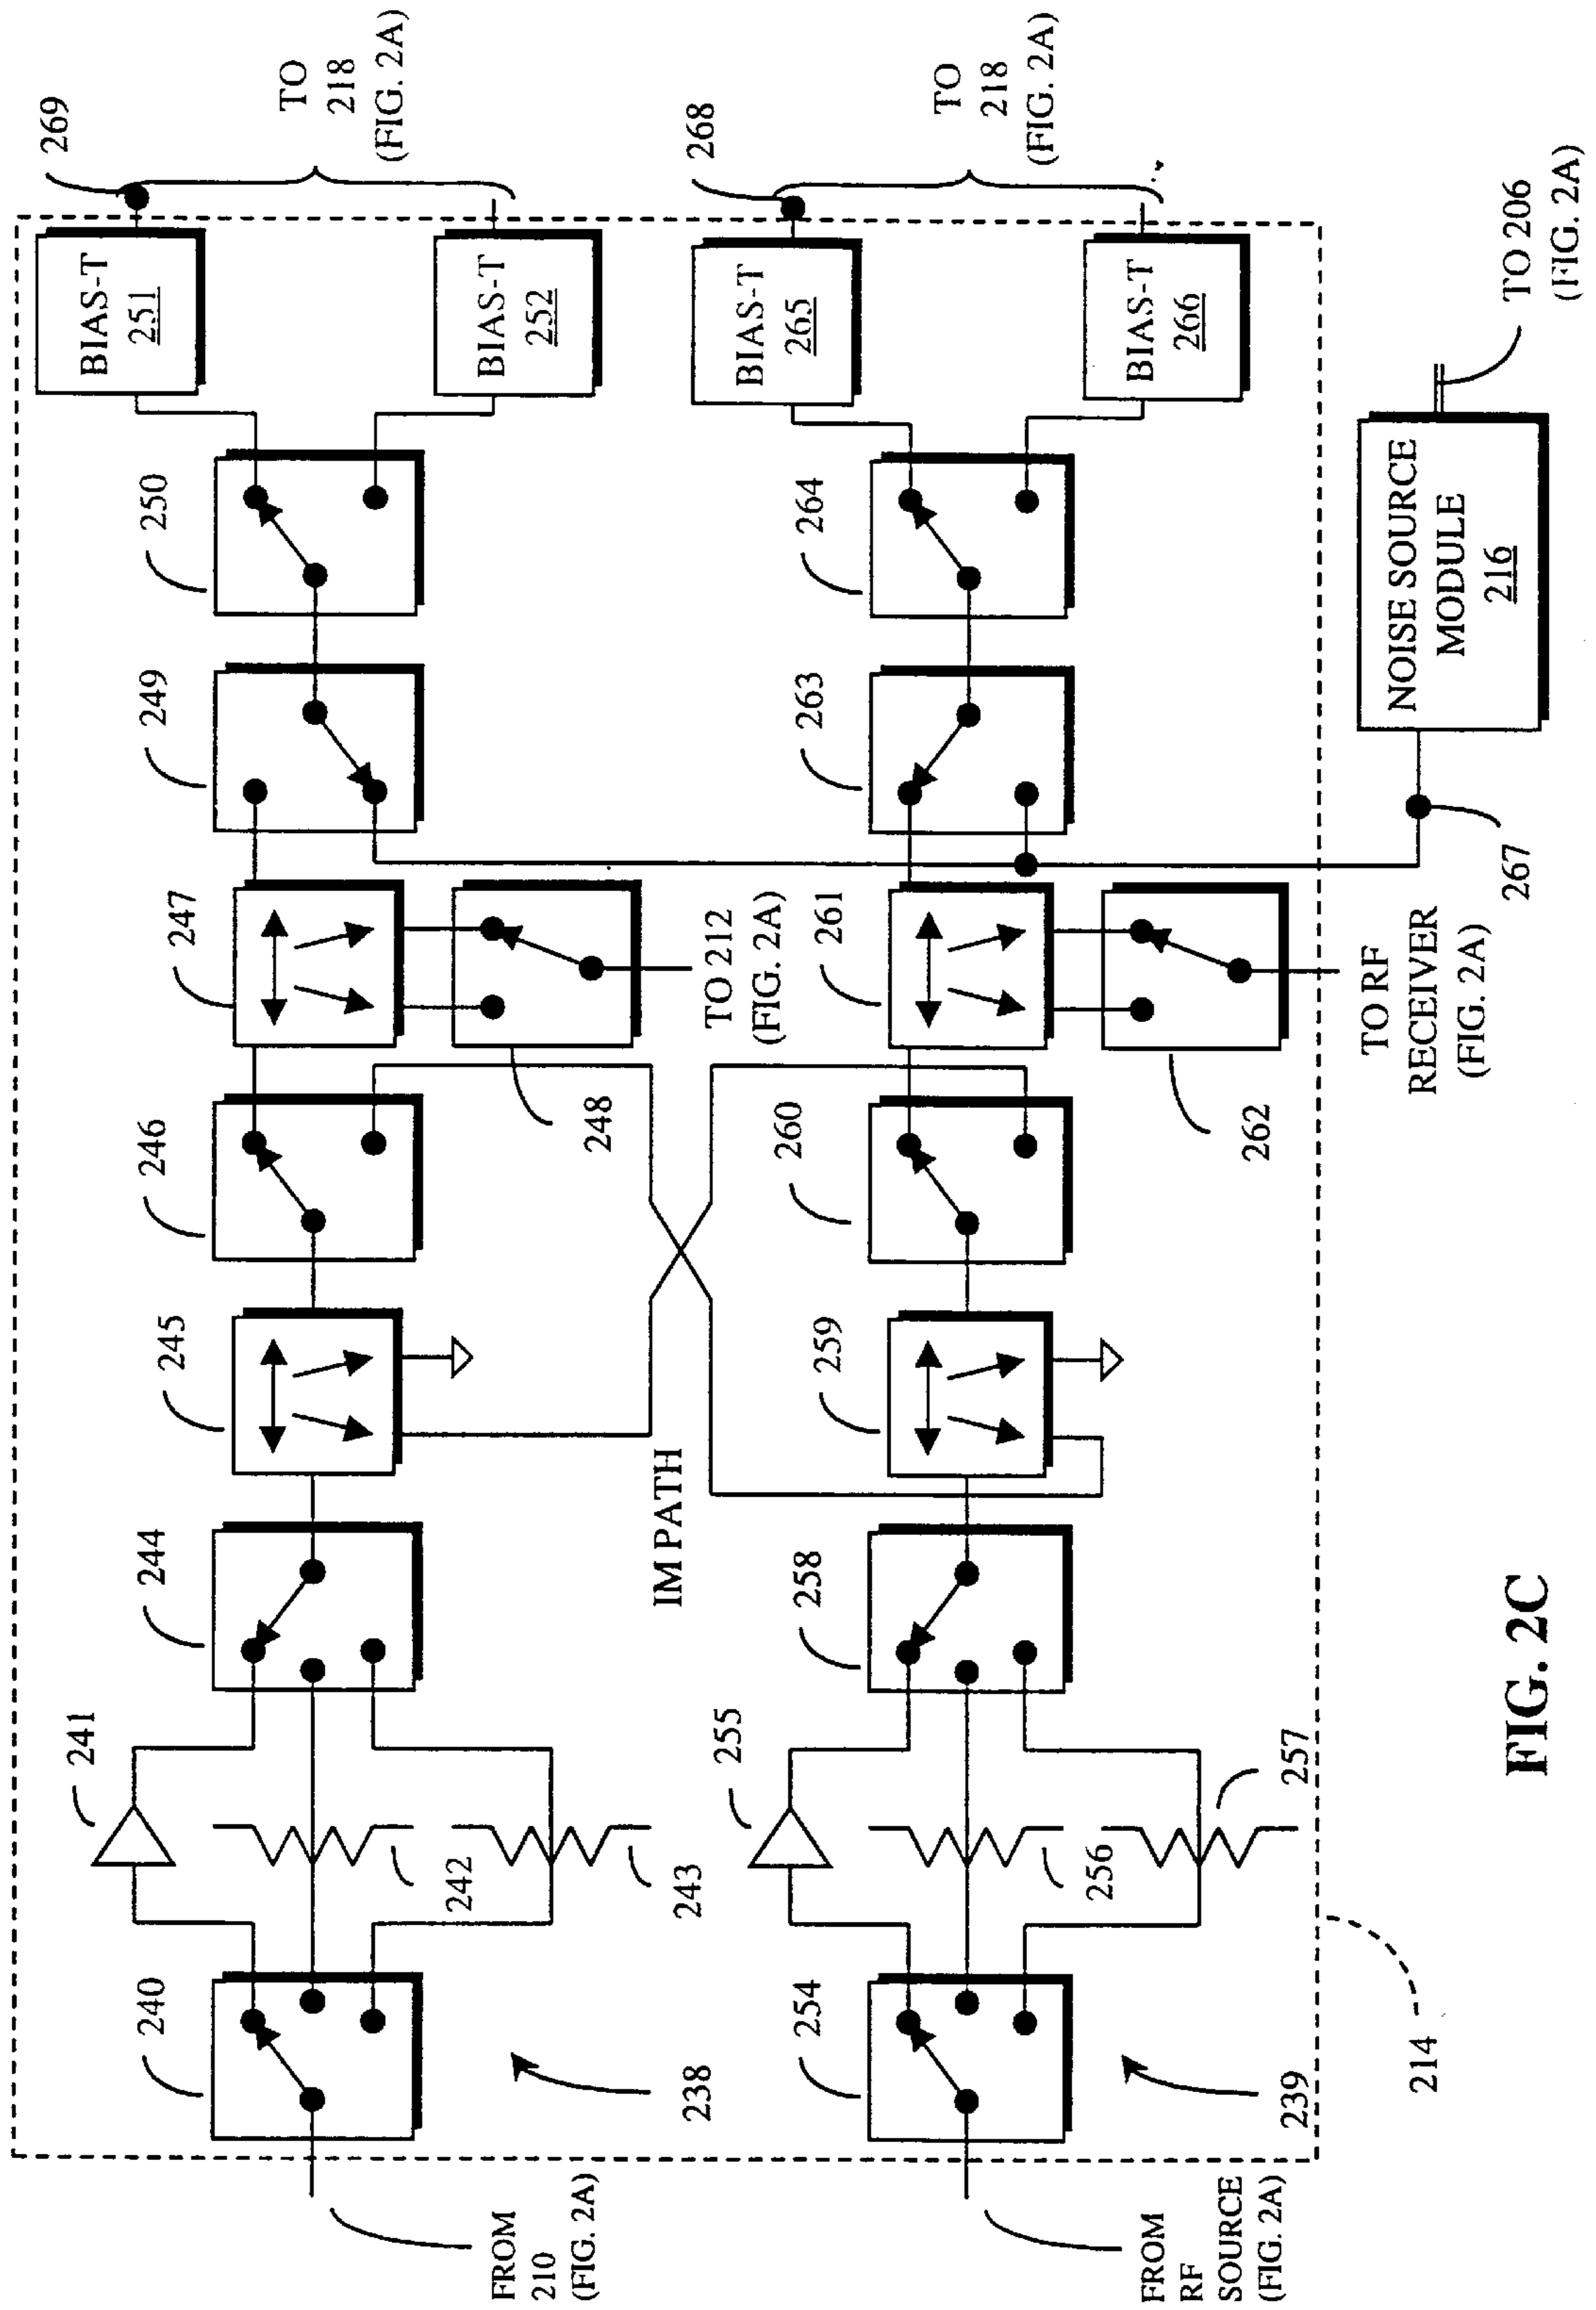 269
TO
218
(FIG. 2A)
BIAS-T
251
BIAS-T
252
250
249
247
246
245
244
241
240
242
243
238
248
TO 212
(FIG. 2A)
IM PATH
268
TO
218
(FIG. 2A)
BIAS-T
265
BIAS-T
266
264
263
261
260
259
258
255
254
256
257
239
262
TO RF
RECEIVER
(FIG. 2A)
267
NOISE SOURCE
MODULE
216
TO 206
(FIG. 2A)
FROM
210
(FIG. 2A)
FROM
RF
SOURCE
(FIG. 2A)
214
FIG. 2C